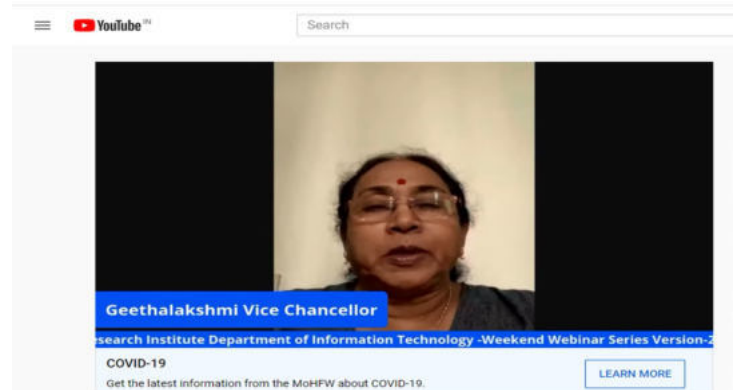 YouTube IN
Search
Geethalakshmi Vice Chancellor
esearch Institute Department of Information Technology -Weekend Webinar Series Version-2
COVID-19
Get the latest information from the MoHFW about COVID-19.
LEARN MORE